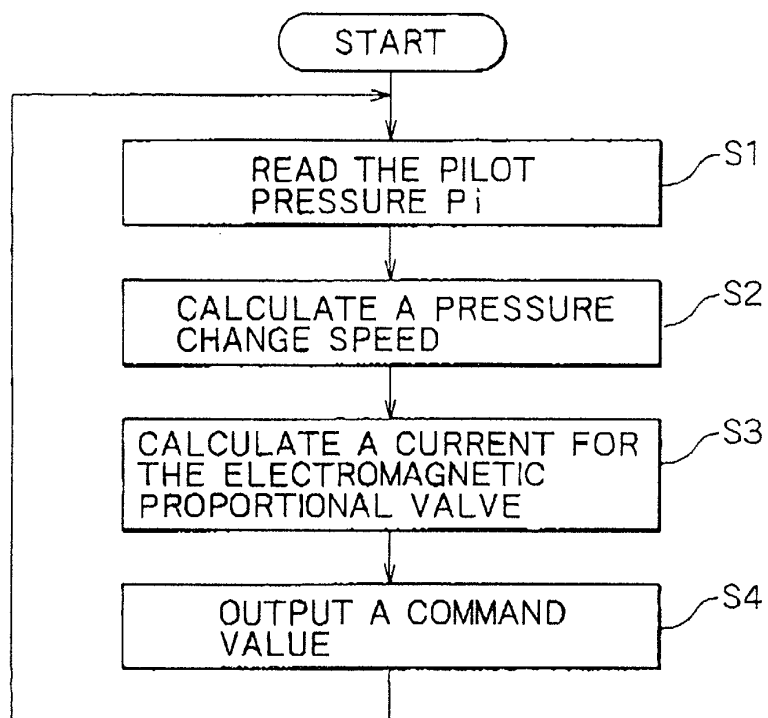 START
READ THE PILOT
PRESSURE Pi
S1
CALCULATE A PRESSURE
CHANGE SPEED
S2
CALCULATE A CURRENT FOR
THE ELECTROMAGNETIC
PROPORTIONAL VALVE
S3
OUTPUT A COMMAND
VALUE
S4